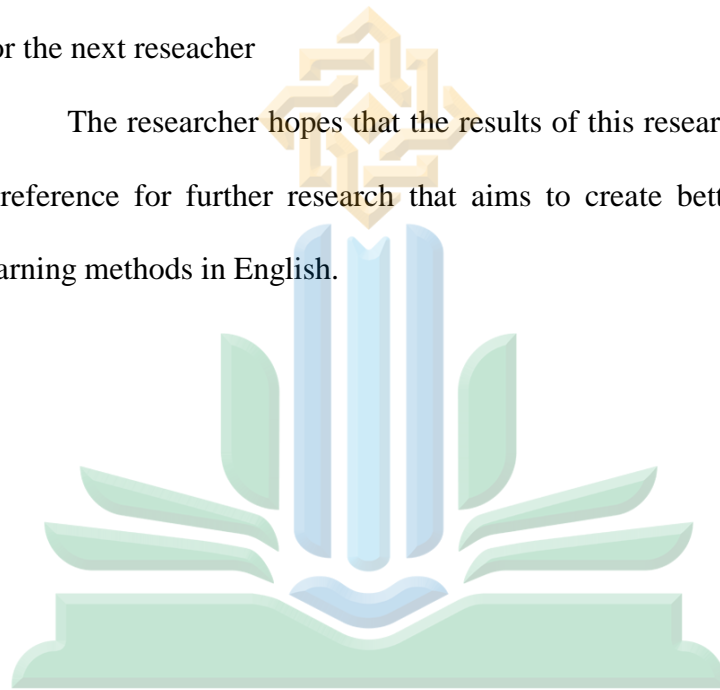 or the next reseacher
The researcher hopes that the results of this resear
reference for further research that aims to create bett
arning methods in English.